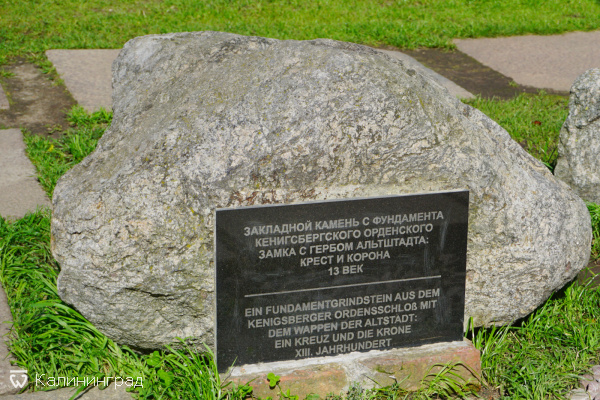 ЗАКЛАДНОЙ КАМЕНЬ С ФУНДАМЕНТА
КЕНИГСБЕРГСКОГО ОРДЕНСКОГО
ЗАМКА С ГЕРБОМ АЛЬТШТАДТА:
КРЕСТ И КОРОНА
13 ВЕК
EIN FUNDAMENTGRINDSTEIN AUS DEM
KENIGSBERGER ORDENSSCHLOß MIT
DEM WAPPEN DER ALTSTADT:
EIN KREUZ UND DIE KRONE
XIII. JAHRHUNDERT
Калининград